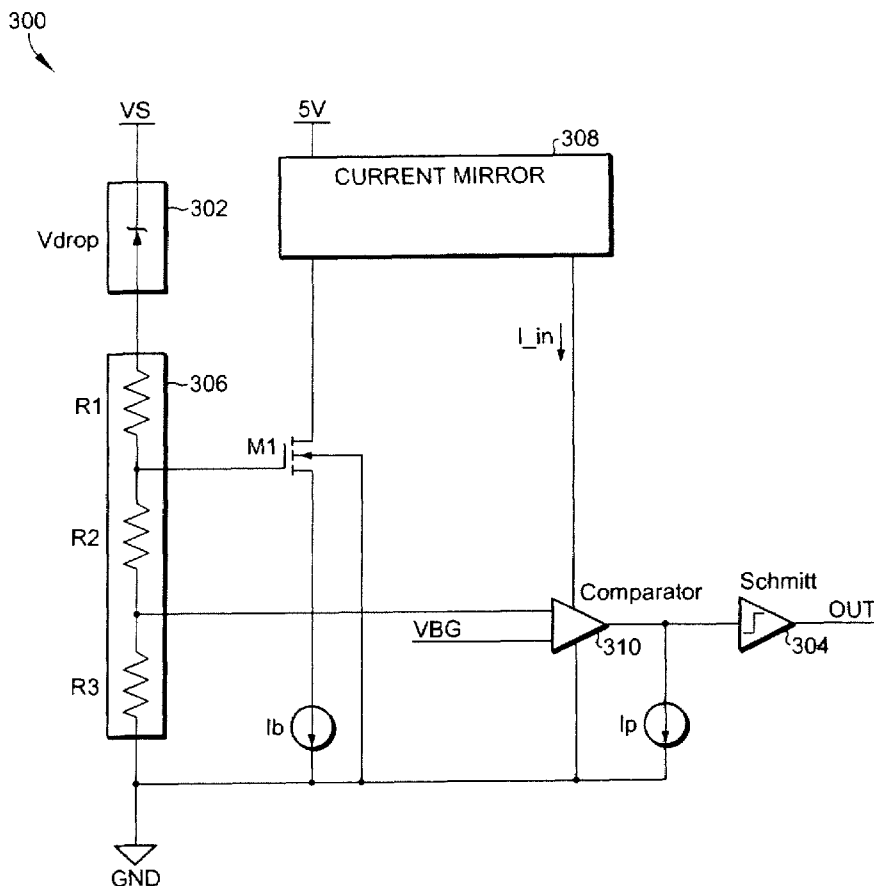 300
VS
5V
308
CURRENT MIRROR
302
Vdrop
I_in
306
R1
M1
R2
Comparator
Schmitt
OUT
VBG
310
304
R3
Ib
Ip
GND